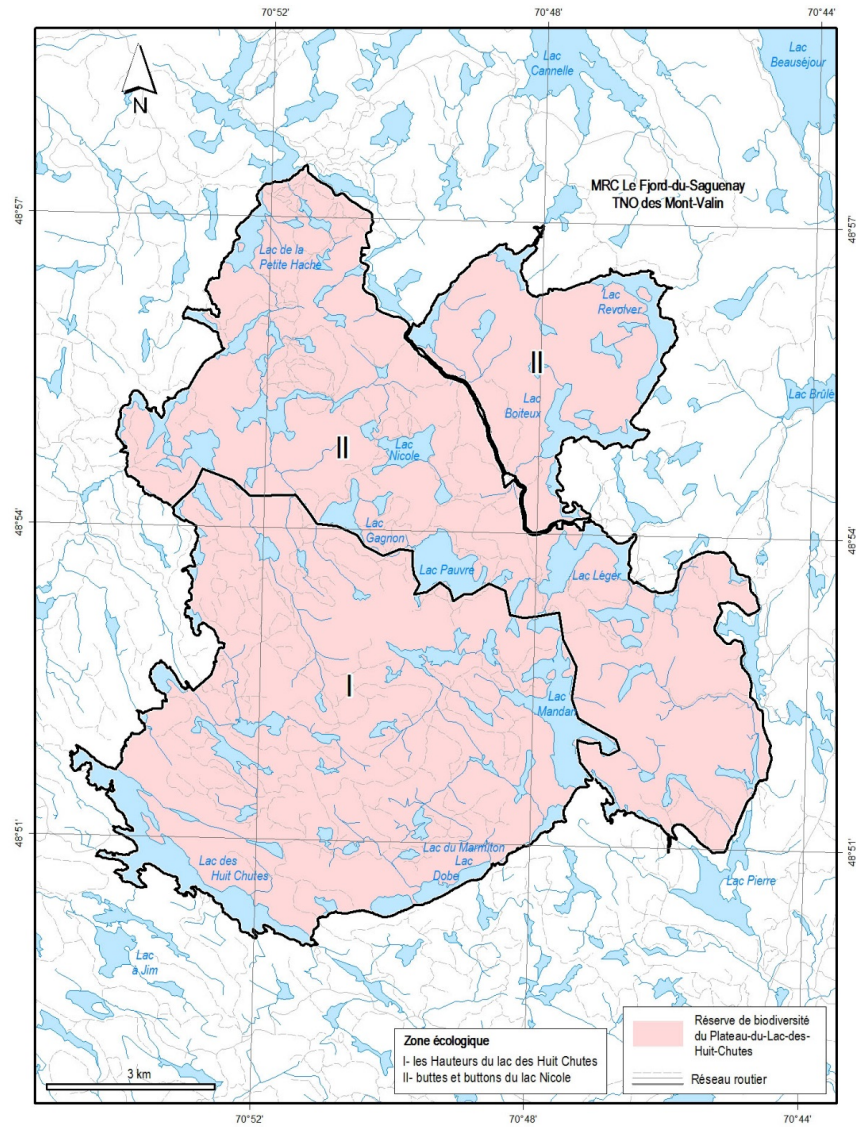 70°52'
70°48'
70°44'
Lac
Cannelle
Lac
Beauséjour
N
MRC Le Fjord-du-Saguenay
TNO des Mont-Valin
48°57'
48°57'
Lac de la
Petite Hache
Lac
Revolver
II
Lac
Boiteux
Lac Brûlé
II
Lac
Nicole
48°54'
Lac
Gagnon
48°54'
Lac Pauvre
Lac Léger
I
Lac
Mandart
48°51'
48°51'
Lac des
Huit Chutes
Lac du Marmiton
Lac
Dobe
Lac Pierre
Lac
à Jim
Zone écologique
I- les Hauteurs du lac des Huit Chutes
II- buttes et buttons du lac Nicole
Réserve de biodiversité
du Plateau-du-Lac-des-
Huit-Chutes
Réseau routier
3 km
70°52'
70°48'
70°44'